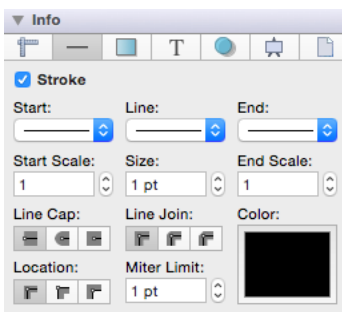 Info
T
Stroke
Start: Line: End:
Start Scale: Size: End Scale:
1 1 pt 1
Line Cap: Line Join: Color:
Location: Miter Limit:
1 pt